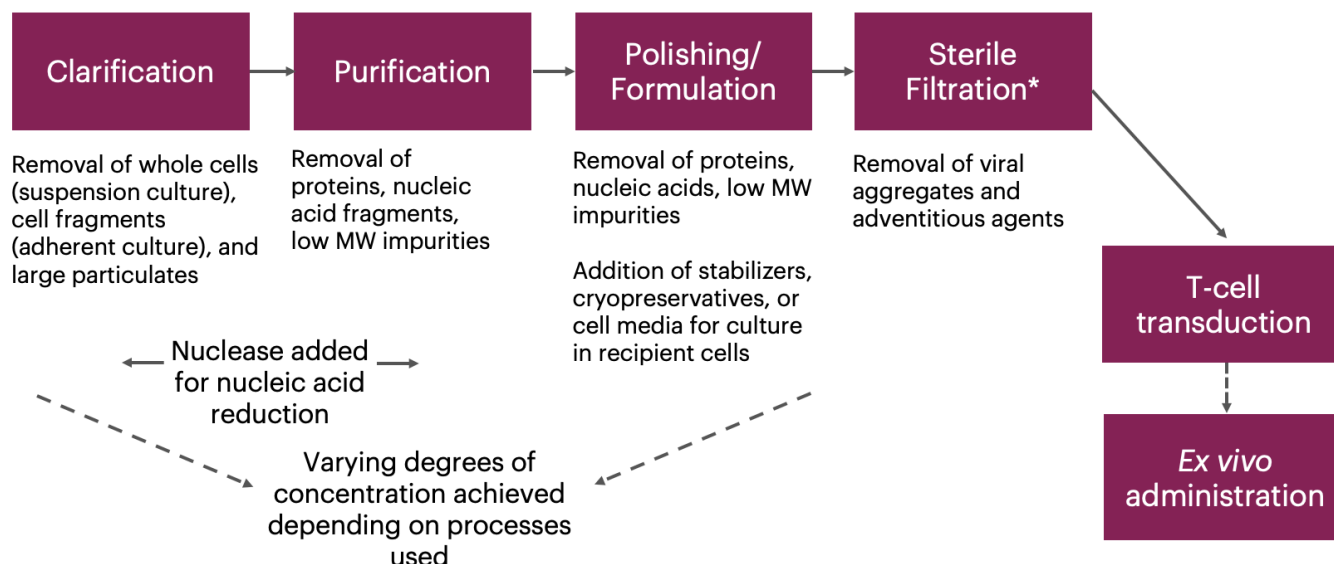 Clarification
Purification
Polishing/
Formulation
Sterile
Filtration*
Removal of whole cells
(suspension culture),
cell fragments
(adherent culture), and
large particulates
Removal of
proteins, nucleic
acid fragments,
low MW impurities
Removal of proteins,
nucleic acids, low MW
impurities
Addition of stabilizers,
cryopreservatives, or
cell media for culture
in recipient cells
Removal of viral
aggregates and
adventitious agents
T-cell
transduction
Ex vivo
administration
Nuclease added
for nucleic acid
reduction
Varying degrees of
concentration achieved
depending on processes
used